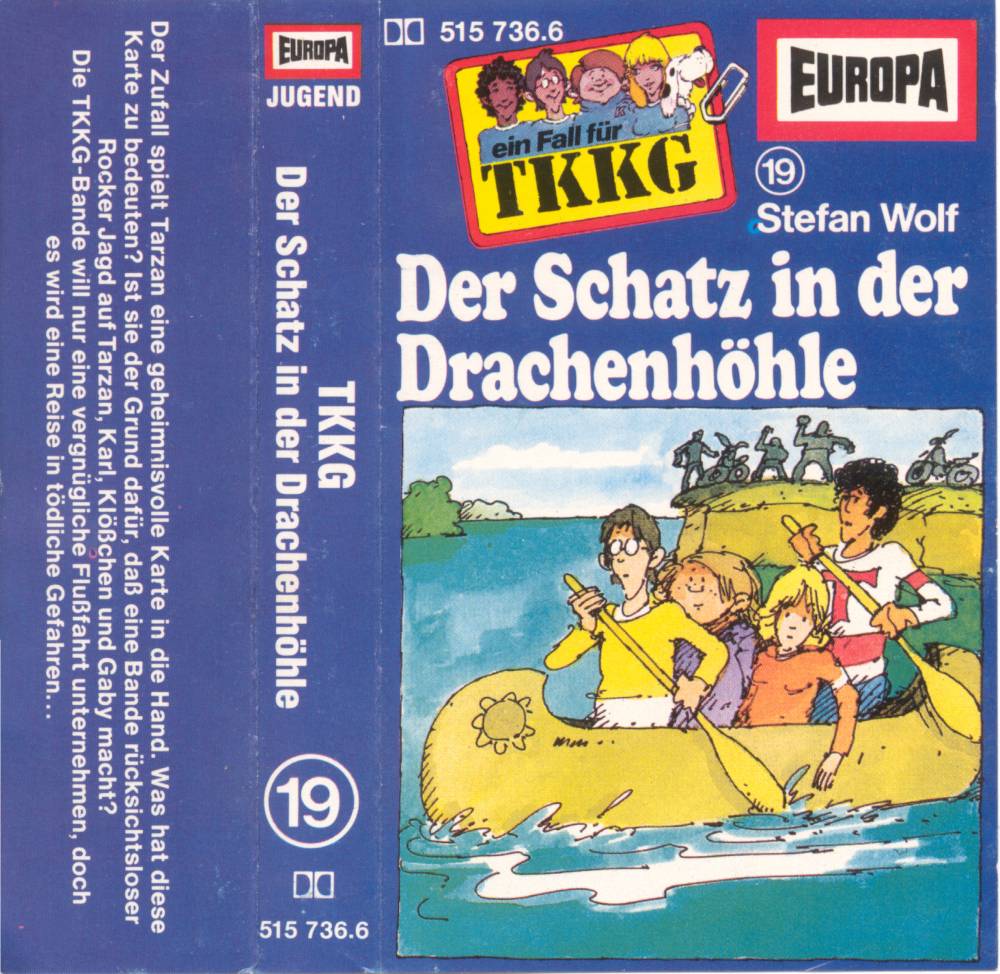 Der Zufall spielt Tarzan eine geheimnisvolle Karte in die Hand. Was hat diese
Karte zu bedeuten? Ist sie der Grund dafür, daß eine Bande rücksichtsloser
Rocker Jagd auf Tarzan, Karl, Klößchen und Gaby macht?
Die TKKG-Bande will nur eine vergnügliche Flußfahrt unternehmen, doch
es wird eine Reise in tödliche Gefahren...
EUROPA
JUGEND
TKKG
Der Schatz in der Drachenhöhle
19
515 736.6
515 736.6
K
ein Fall für
TKKG
EUROPA
19
Stefan Wolf
Der Schatz in der
Drachenhöhle
T